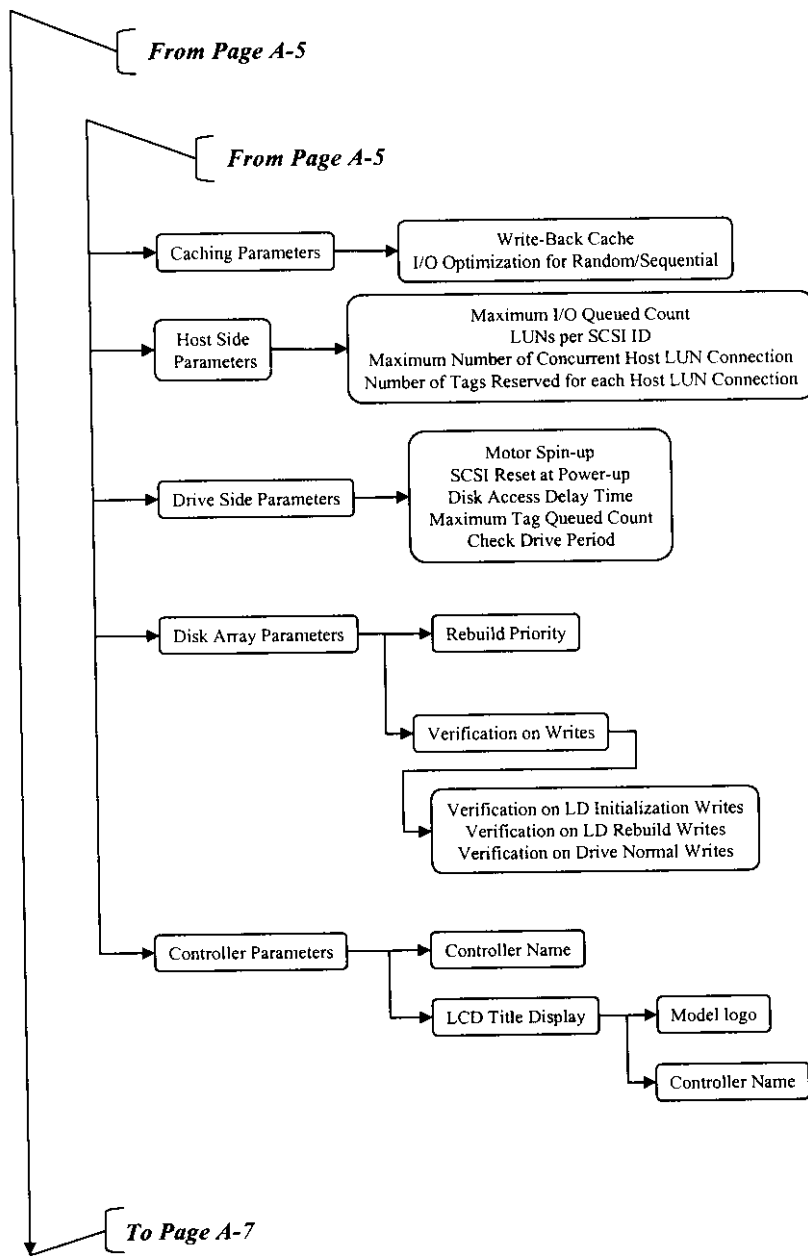 From Page A-5
From Page A-5
Caching Parameters
Write-Back Cache
I/O Optimization for Random/Sequential
Host Side
Parameters
Maximum I/O Queued Count
LUNs per SCSI ID
Maximum Number of Concurrent Host LUN Connection
Number of Tags Reserved for each Host LUN Connection
Drive Side Parameters
Motor Spin-up
SCSI Reset at Power-up
Disk Access Delay Time
Maximum Tag Queued Count
Check Drive Period
Disk Array Parameters
Rebuild Priority
Verification on Writes
Verification on LD Initialization Writes
Verification on LD Rebuild Writes
Verification on Drive Normal Writes
Controller Parameters
Controller Name
LCD Title Display
Model logo
Controller Name
To Page A-7